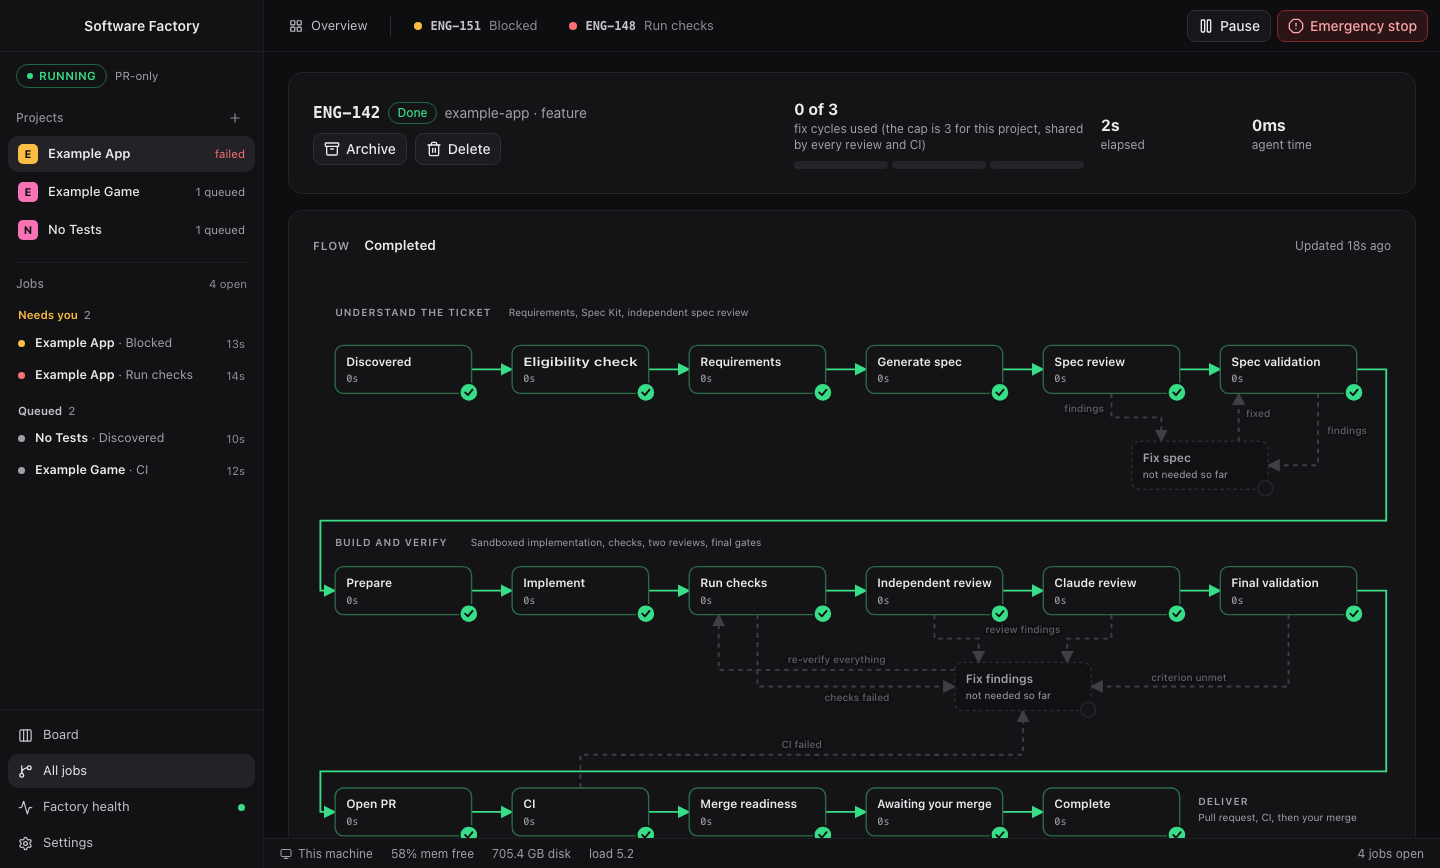 Software Factory
RUNNING
PR-only
Projects
E
Example App
failed
E
Example Game
1 queued
N
No Tests
1 queued
Jobs
4 open
Needs you 2
Example App · Blocked
13s
Example App · Run checks
14s
Queued 2
No Tests · Discovered
10s
Example Game · CI
12s
Board
All jobs
Factory health
Settings
Overview
ENG-151 Blocked
ENG-148 Run checks
Pause
Emergency stop
ENG-142
Done
example-app · feature
Archive
Delete
0 of 3
fix cycles used (the cap is 3 for this project, shared
by every review and CI)
2s
elapsed
0ms
agent time
FLOW
Completed
Updated 18s ago
UNDERSTAND THE TICKET
Requirements, Spec Kit, independent spec review
Discovered
0s
Eligibility check
0s
Requirements
0s
Generate spec
0s
Spec review
0s
Spec validation
0s
findings
fixed
findings
Fix spec
not needed so far
BUILD AND VERIFY
Sandboxed implementation, checks, two reviews, final gates
Prepare
0s
Implement
0s
Run checks
0s
Independent review
0s
Claude review
0s
Final validation
0s
review findings
re-verify everything
checks failed
Fix findings
not needed so far
criterion unmet
CI failed
Open PR
0s
CI
0s
Merge readiness
0s
Awaiting your merge
0s
Complete
0s
DELIVER
Pull request, CI, then your merge
This machine
58% mem free
705.4 GB disk
load 5.2
4 jobs open